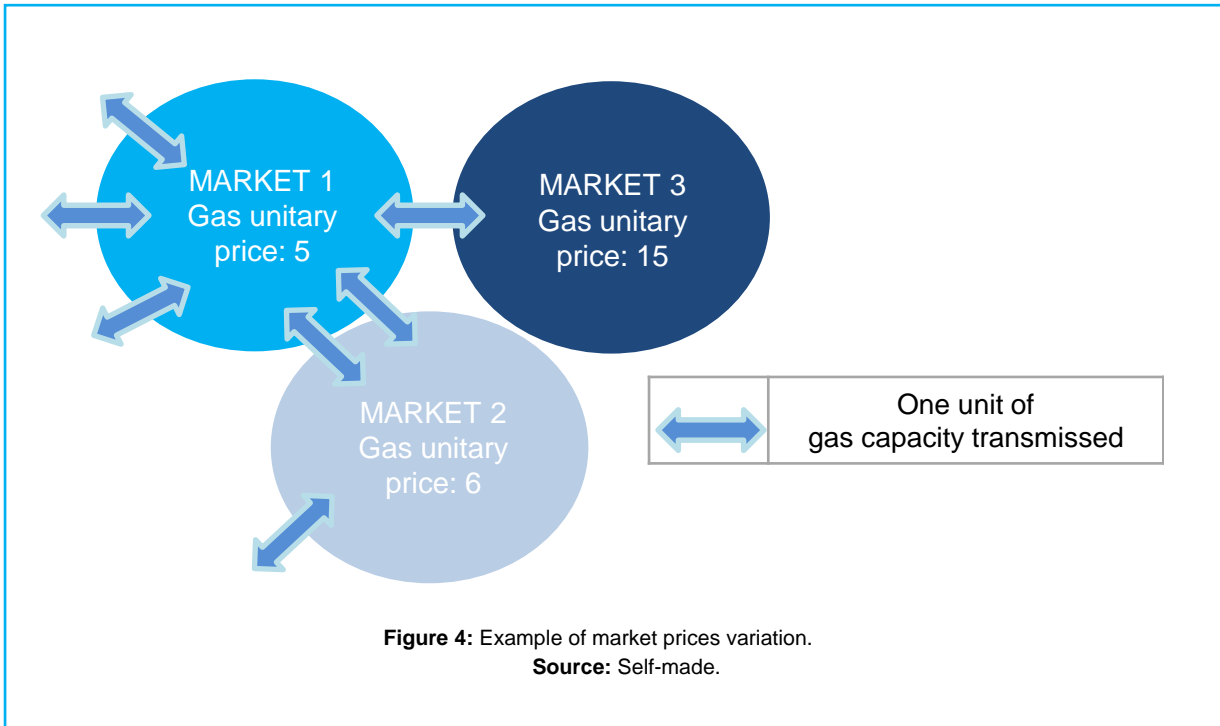 MARKET 1
Gas unitary
price: 5
MARKET 3
Gas unitary
price: 15
MARKET 2
Gas unitary
price: 6
One unit of
gas capacity transmissed
Figure 4: Example of market prices variation.
Source: Self-made.